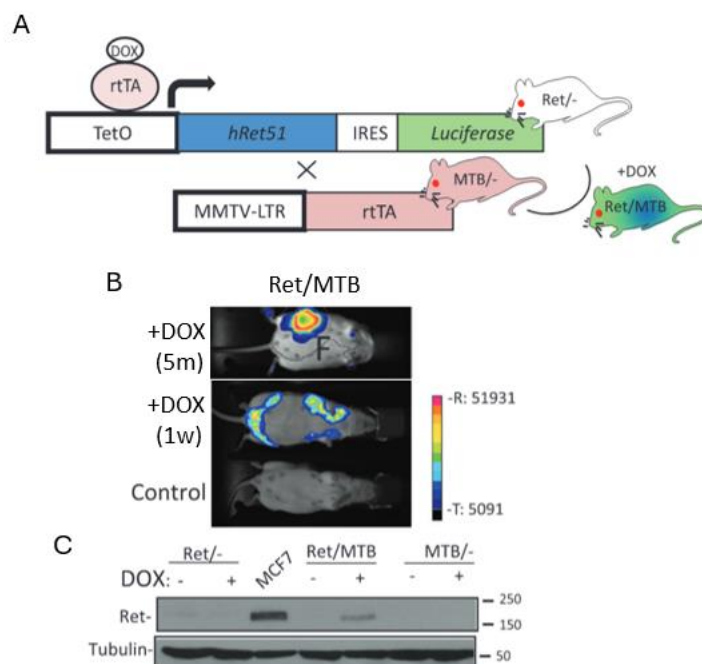 A
DOX
rtTA
TetO hRet51 IRES Luciferase Ret/-
× MTB/- +DOX
MMTV-LTR rtTA Ret/MTB
B
Ret/MTB
+DOX
(5m)
F
+DOX
(1w)
Control
-R: 51931
-T: 5091
C
Ret/- MCF7 Ret/MTB MTB/-
DOX: - + - + - +
Ret- 250
150
Tubulin- 50